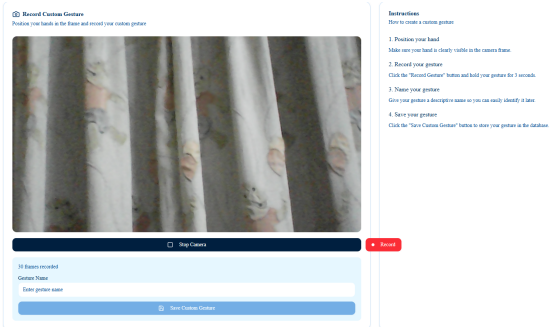 Record Custom Gesture
Position your hands in the frame and record your custom gesture
Stop Camera
Record
30 frames recorded
Gesture Name
Enter gesture name
Save Custom Gesture
Instructions
How to create a custom gesture
1. Position your hand
Make sure your hand is clearly visible in the camera frame.
2. Record your gesture
Click the "Record Gesture" button and hold your gesture for 3 seconds.
3. Name your gesture
Give your gesture a descriptive name so you can easily identify it later.
4. Save your gesture
Click the "Save Custom Gesture" button to store your gesture in the database.